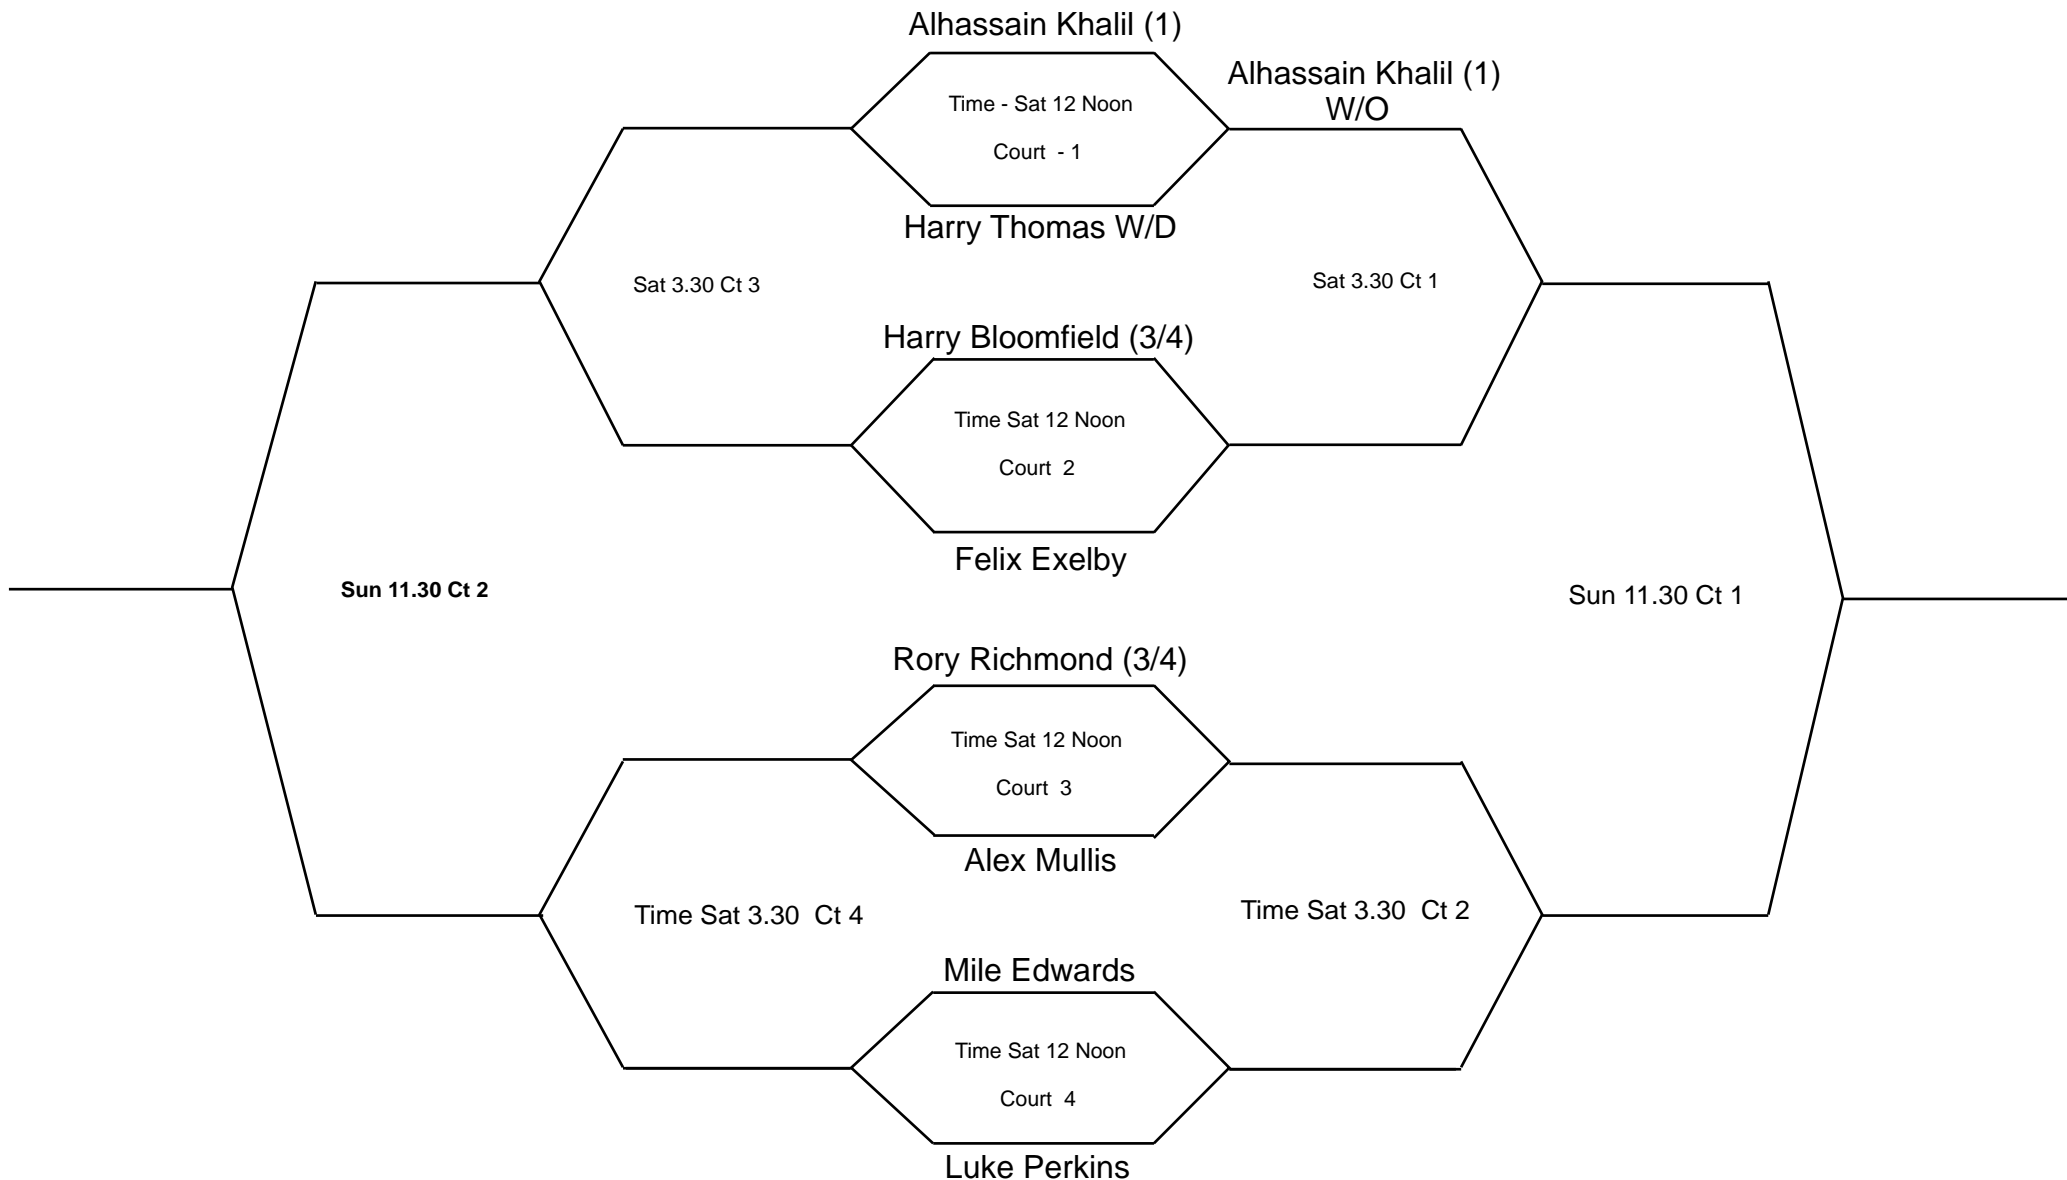 Alhassain Khalil (1)
Alhassain Khalil (1)
W/O
Time - Sat 12 Noon
Court - 1
Harry Thomas W/D
Sat 3.30 Ct 3
Sat 3.30 Ct 1
Harry Bloomfield (3/4)
Time Sat 12 Noon
Court 2
Felix Exelby
Sun 11.30 Ct 2
Sun 11.30 Ct 1
Rory Richmond (3/4)
Time Sat 12 Noon
Court 3
Alex Mullis
Time Sat 3.30 Ct 4
Time Sat 3.30 Ct 2
Mile Edwards
Time Sat 12 Noon
Court 4
Luke Perkins